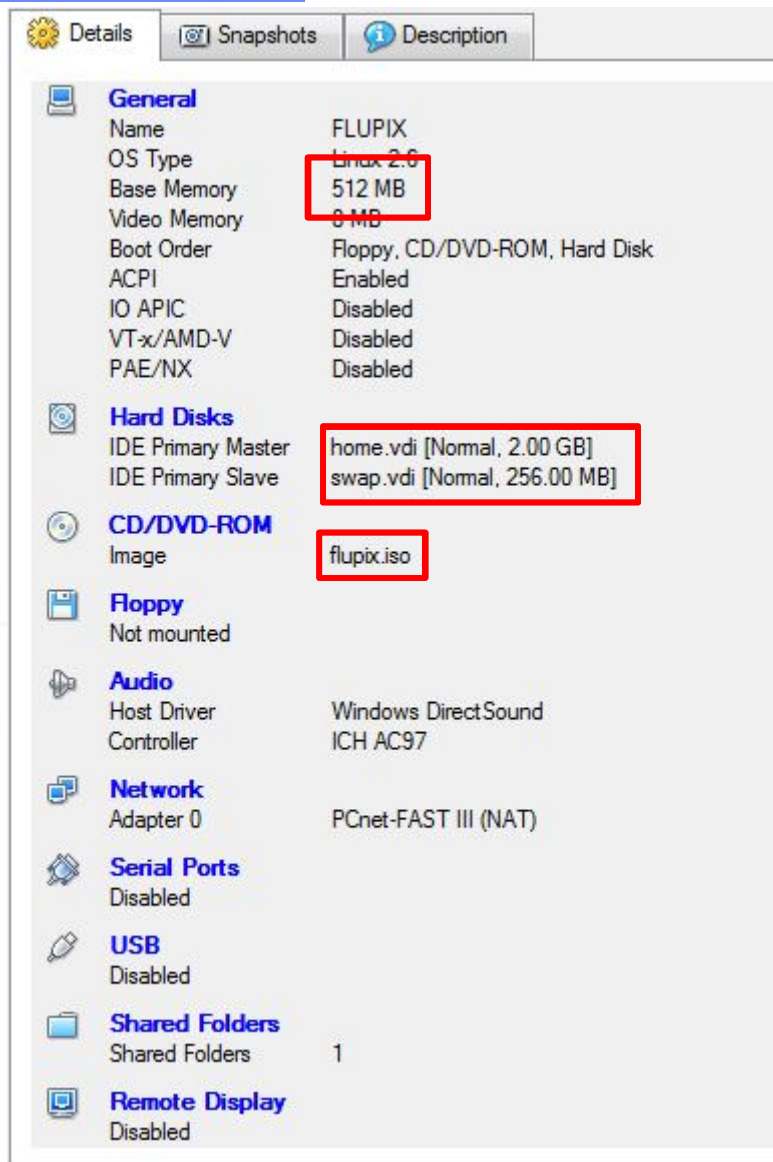 Details Snapshots Description
General
Name FLUPIX
OS Type Linux 2.6
Base Memory 512 MB
Video Memory 8 MB
Boot Order Floppy, CD/DVD-ROM, Hard Disk
ACPI Enabled
IO APIC Disabled
VT-x/AMD-V Disabled
PAE/NX Disabled
Hard Disks
IDE Primary Master home.vdi [Normal, 2.00 GB]
IDE Primary Slave swap.vdi [Normal, 256.00 MB]
CD/DVD-ROM
Image flupix.iso
Floppy
Not mounted
Audio
Host Driver Windows DirectSound
Controller ICH AC97
Network
Adapter 0 PCnet-FAST III (NAT)
Serial Ports
Disabled
USB
Disabled
Shared Folders
Shared Folders 1
Remote Display
Disabled